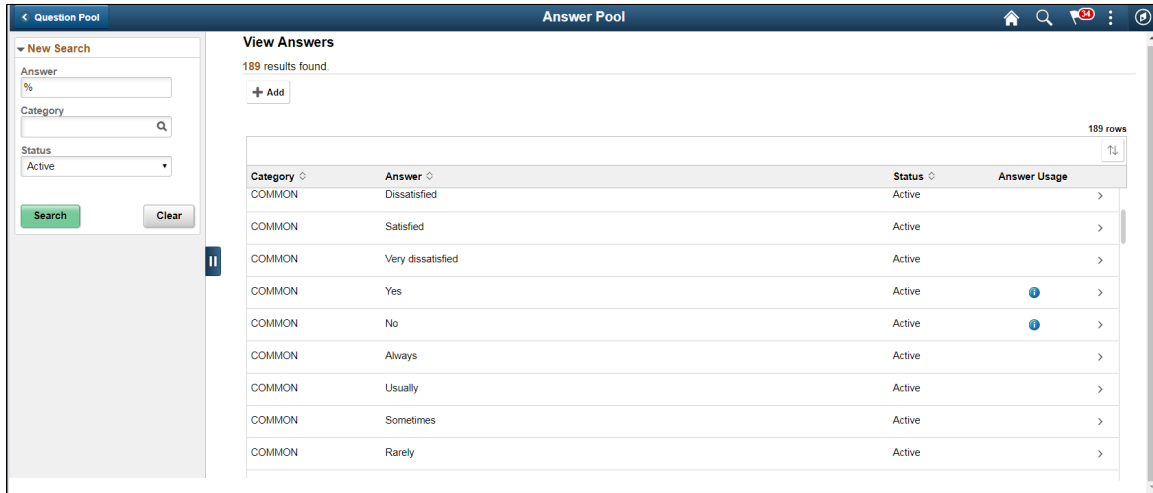 Question Pool
Answer Pool
34
New Search
Answer
%
Category
Status
Active
Search
Clear
View Answers
189 results found.
Add
189 rows
Category Answer Status Answer Usage
COMMON Dissatisfied Active
COMMON Satisfied Active
COMMON Very dissatisfied Active
COMMON Yes Active
COMMON No Active
COMMON Always Active
COMMON Usually Active
COMMON Sometimes Active
COMMON Rarely Active